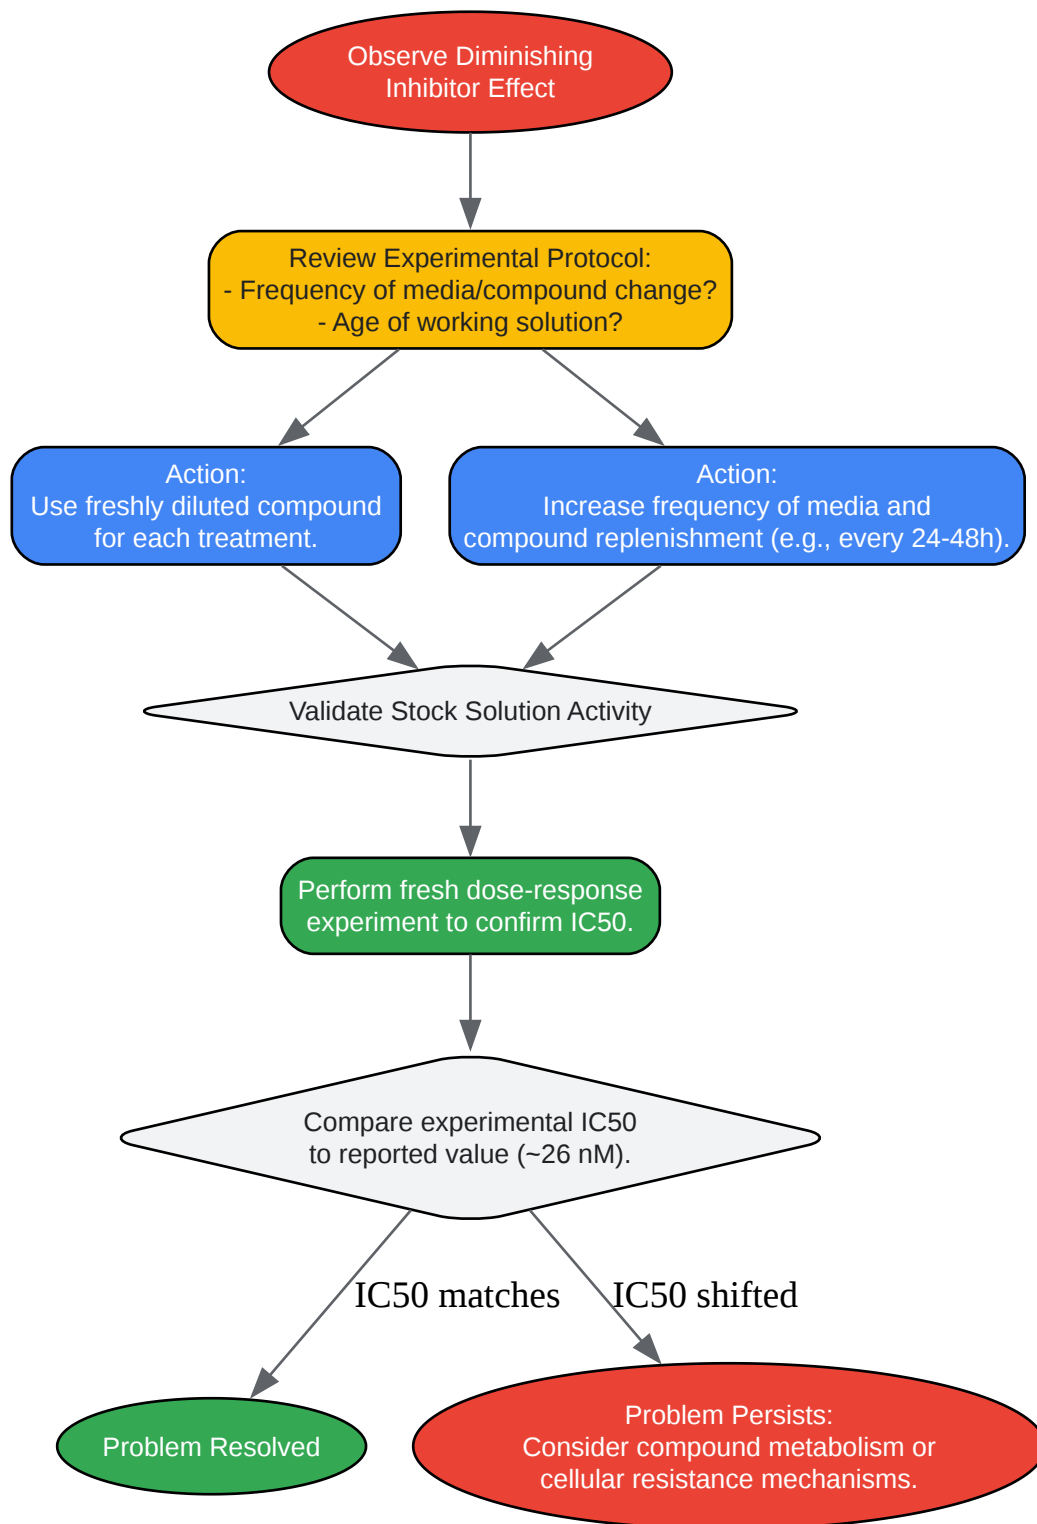 Observe Diminishing
Inhibitor Effect
Review Experimental Protocol:
- Frequency of media/compound change?
- Age of working solution?
Action:
Use freshly diluted compound
for each treatment.
Action:
Increase frequency of media and
compound replenishment (e.g., every 24-48h).
Validate Stock Solution Activity
Perform fresh dose-response
experiment to confirm IC50.
Compare experimental IC50
to reported value (~26 nM).
IC50 matches
IC50 shifted
Problem Resolved
Problem Persists:
Consider compound metabolism or
cellular resistance mechanisms.